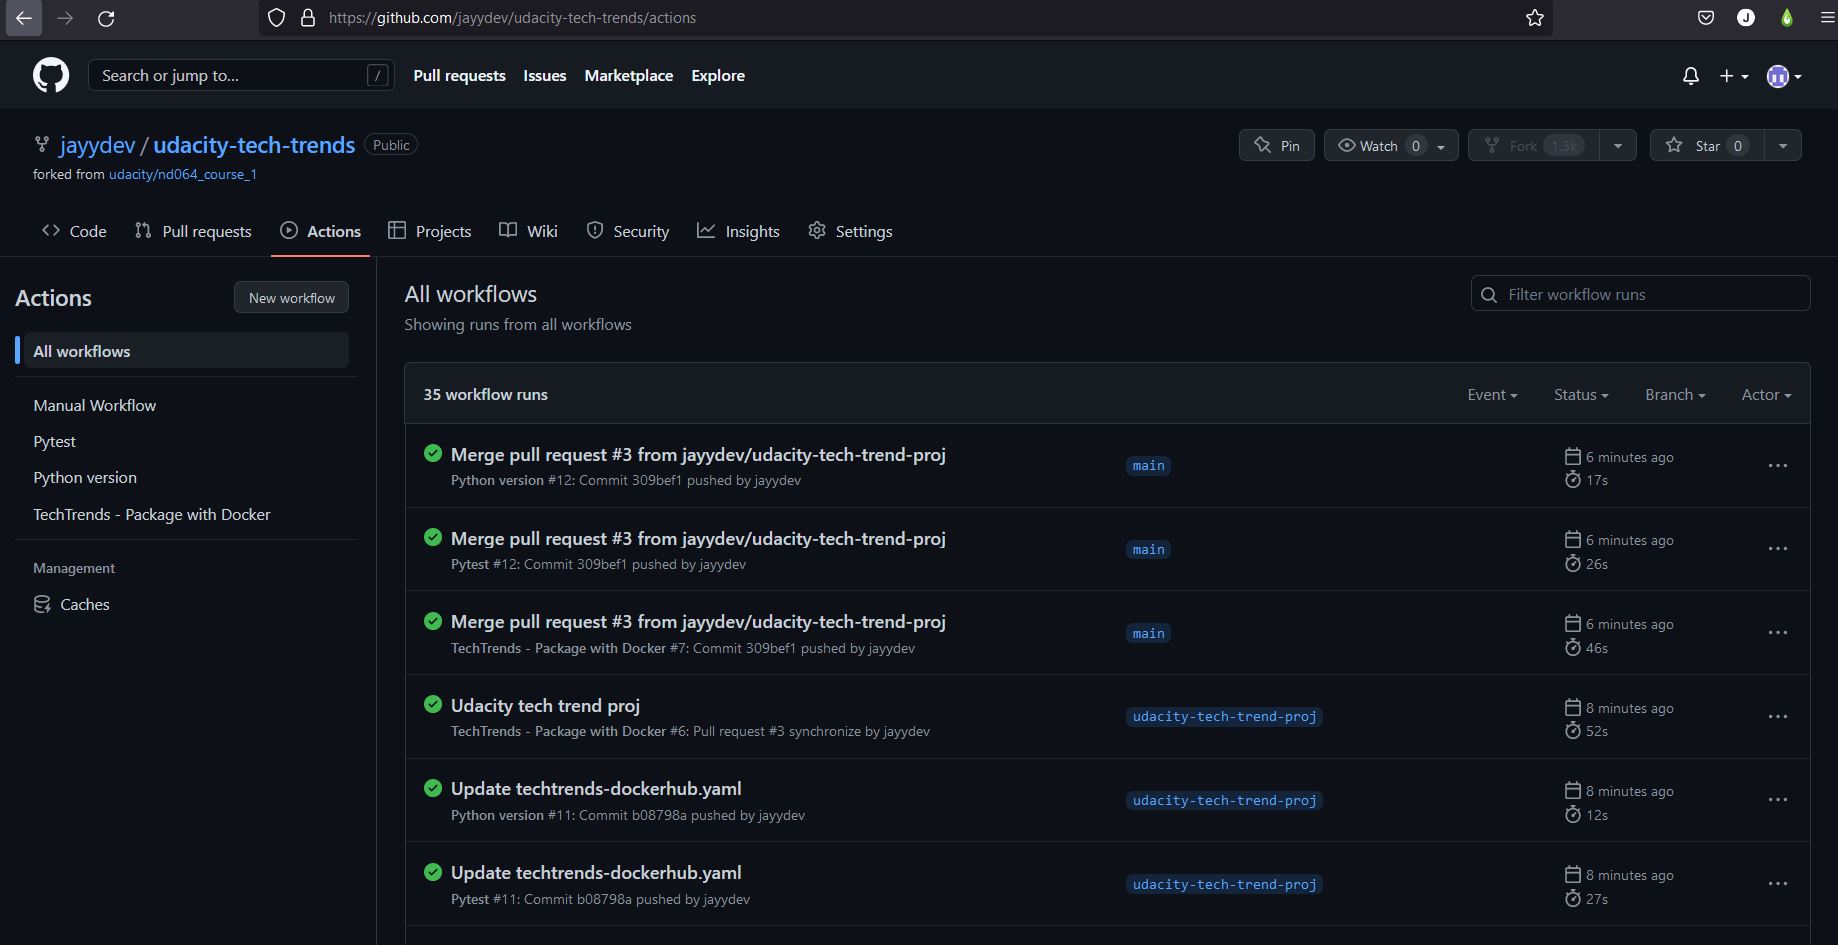 https://github.com/jayydev/udacity-tech-trends/actions
J
Search or jump to...
/
Pull requests
Issues
Marketplace
Explore
jayydev / udacity-tech-trends
Public
forked from udacity/nd064_course_1
Pin
Watch 0
Fork 1.3k
Star 0
Code
Pull requests
Actions
Projects
Wiki
Security
Insights
Settings
Actions
New workflow
All workflows
Manual Workflow
Pytest
Python version
TechTrends - Package with Docker
Management
Caches
All workflows
Showing runs from all workflows
Filter workflow runs
35 workflow runs
Event
Status
Branch
Actor
Merge pull request #3 from jayydev/udacity-tech-trend-proj
Python version #12: Commit 309bef1 pushed by jayydev
main
6 minutes ago
17s
Merge pull request #3 from jayydev/udacity-tech-trend-proj
Pytest #12: Commit 309bef1 pushed by jayydev
main
6 minutes ago
26s
Merge pull request #3 from jayydev/udacity-tech-trend-proj
TechTrends - Package with Docker #7: Commit 309bef1 pushed by jayydev
main
6 minutes ago
46s
Udacity tech trend proj
TechTrends - Package with Docker #6: Pull request #3 synchronize by jayydev
udacity-tech-trend-proj
8 minutes ago
52s
Update techtrends-dockerhub.yaml
Python version #11: Commit b08798a pushed by jayydev
udacity-tech-trend-proj
8 minutes ago
12s
Update techtrends-dockerhub.yaml
Pytest #11: Commit b08798a pushed by jayydev
udacity-tech-trend-proj
8 minutes ago
27s